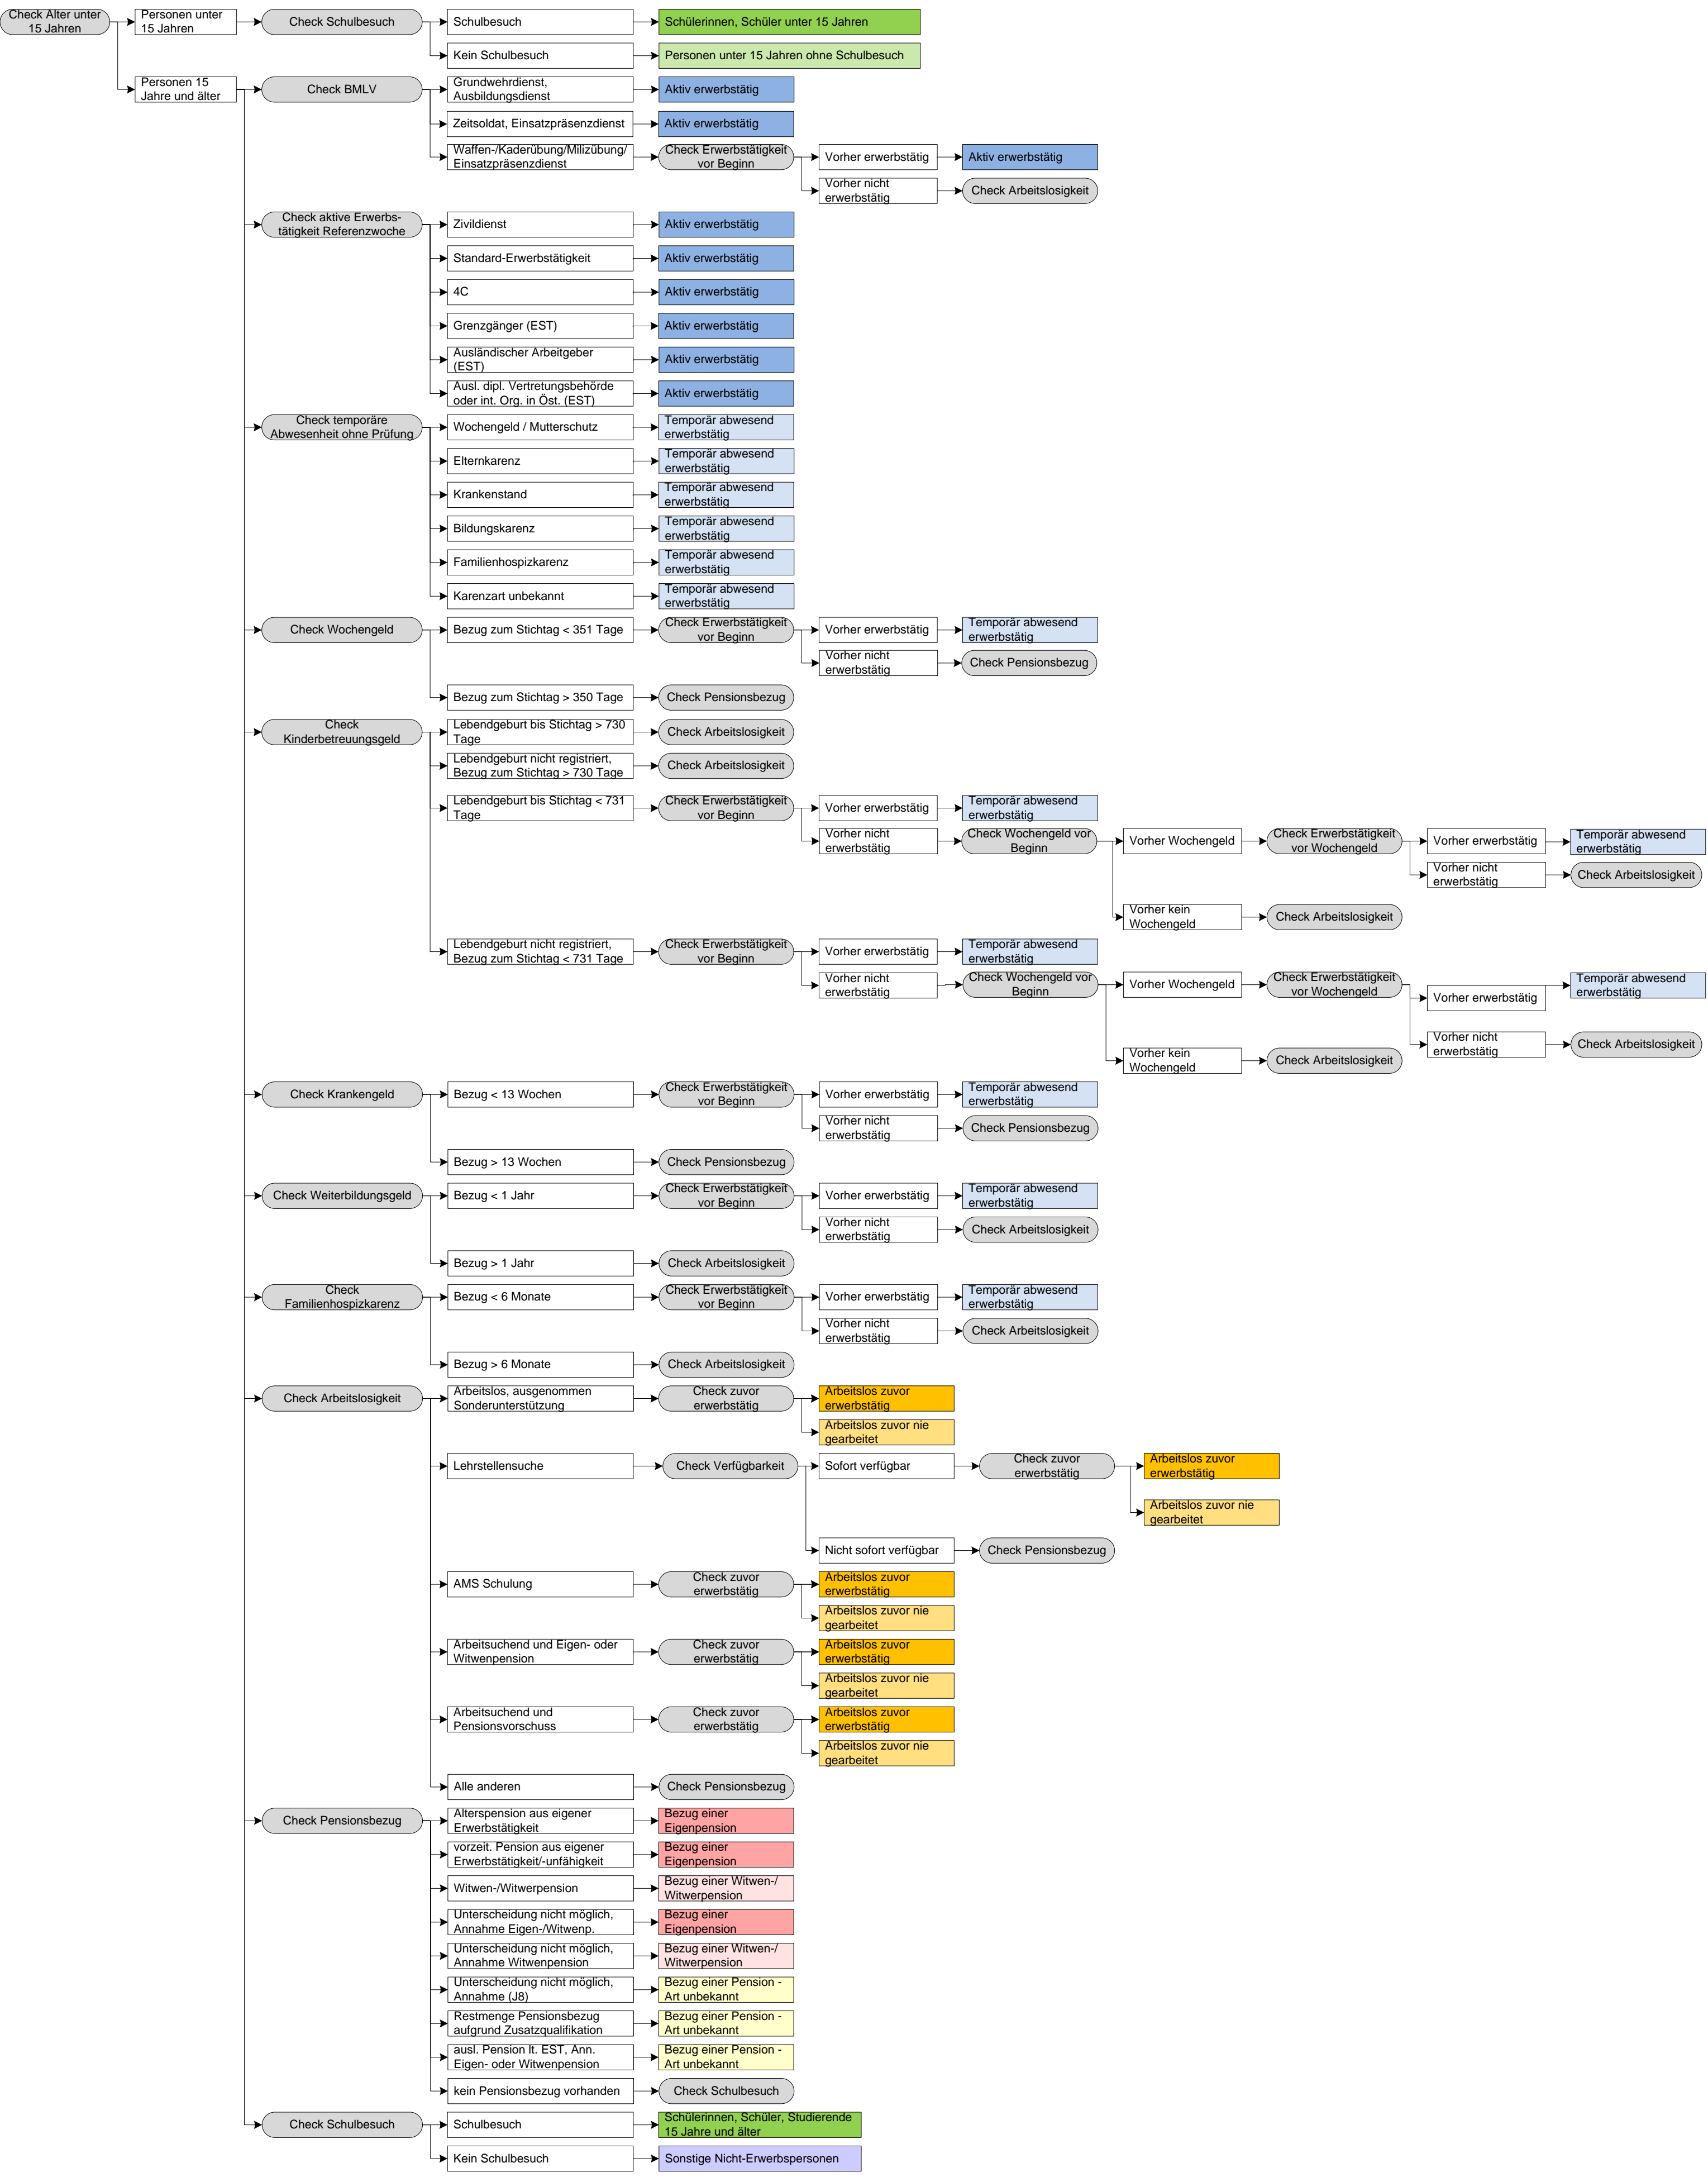 Check Alter unter
15 Jahren
Personen unter
15 Jahren
Check Schulbesuch
Schulbesuch
Schülerinnen, Schüler unter 15 Jahren
Kein Schulbesuch
Personen unter 15 Jahren ohne Schulbesuch
Personen 15
Jahre und älter
Check BMLV
Grundwehrdienst,
Ausbildungsdienst
Aktiv erwerbstätig
Zeitsoldat, Einsatzpräsenzdienst
Aktiv erwerbstätig
Waffen-/Kaderübung/Milizübung/
Einsatzpräsenzdienst
Check Erwerbstätigkeit
vor Beginn
Vorher erwerbstätig
Aktiv erwerbstätig
Vorher nicht
erwerbstätig
Check Arbeitslosigkeit
Check aktive Erwerbs-
tätigkeit Referenzwoche
Zivildienst
Aktiv erwerbstätig
Standard-Erwerbstätigkeit
Aktiv erwerbstätig
4C
Aktiv erwerbstätig
Grenzgänger (EST)
Aktiv erwerbstätig
Ausländischer Arbeitgeber
(EST)
Aktiv erwerbstätig
Ausl. dipl. Vertretungsbehörde
oder int. Org. in Öst. (EST)
Aktiv erwerbstätig
Check temporäre
Abwesenheit ohne Prüfung
Wochengeld / Mutterschutz
Temporär abwesend
erwerbstätig
Elternkarenz
Temporär abwesend
erwerbstätig
Krankenstand
Temporär abwesend
erwerbstätig
Bildungskarenz
Temporär abwesend
erwerbstätig
Familienhospizkarenz
Temporär abwesend
erwerbstätig
Karenzart unbekannt
Temporär abwesend
erwerbstätig
Check Wochengeld
Bezug zum Stichtag < 351 Tage
Check Erwerbstätigkeit
vor Beginn
Vorher erwerbstätig
Temporär abwesend
erwerbstätig
Vorher nicht
erwerbstätig
Check Pensionsbezug
Bezug zum Stichtag > 350 Tage
Check Pensionsbezug
Check
Kinderbetreuungsgeld
Lebendgeburt bis Stichtag > 730
Tage
Check Arbeitslosigkeit
Lebendgeburt nicht registriert,
Bezug zum Stichtag > 730 Tage
Check Arbeitslosigkeit
Lebendgeburt bis Stichtag < 731
Tage
Check Erwerbstätigkeit
vor Beginn
Vorher erwerbstätig
Temporär abwesend
erwerbstätig
Vorher nicht
erwerbstätig
Check Wochengeld vor
Beginn
Vorher Wochengeld
Check Erwerbstätigkeit
vor Wochengeld
Vorher erwerbstätig
Temporär abwesend
erwerbstätig
Vorher nicht
erwerbstätig
Check Arbeitslosigkeit
Vorher kein
Wochengeld
Check Arbeitslosigkeit
Lebendgeburt nicht registriert,
Bezug zum Stichtag < 731 Tage
Check Erwerbstätigkeit
vor Beginn
Vorher erwerbstätig
Temporär abwesend
erwerbstätig
Vorher nicht
erwerbstätig
Check Wochengeld vor
Beginn
Vorher Wochengeld
Check Erwerbstätigkeit
vor Wochengeld
Vorher erwerbstätig
Temporär abwesend
erwerbstätig
Vorher nicht
erwerbstätig
Check Arbeitslosigkeit
Vorher kein
Wochengeld
Check Arbeitslosigkeit
Check Krankengeld
Bezug < 13 Wochen
Check Erwerbstätigkeit
vor Beginn
Vorher erwerbstätig
Temporär abwesend
erwerbstätig
Vorher nicht
erwerbstätig
Check Pensionsbezug
Bezug > 13 Wochen
Check Pensionsbezug
Check Weiterbildungsgeld
Bezug < 1 Jahr
Check Erwerbstätigkeit
vor Beginn
Vorher erwerbstätig
Temporär abwesend
erwerbstätig
Vorher nicht
erwerbstätig
Check Arbeitslosigkeit
Bezug > 1 Jahr
Check Arbeitslosigkeit
Check
Familienhospizkarenz
Bezug < 6 Monate
Check Erwerbstätigkeit
vor Beginn
Vorher erwerbstätig
Temporär abwesend
erwerbstätig
Vorher nicht
erwerbstätig
Check Arbeitslosigkeit
Bezug > 6 Monate
Check Arbeitslosigkeit
Check Arbeitslosigkeit
Arbeitslos, ausgenommen
Sonderunterstützung
Check zuvor
erwerbstätig
Arbeitslos zuvor
erwerbstätig
Arbeitslos zuvor nie
gearbeitet
Lehrstellensuche
Check Verfügbarkeit
Sofort verfügbar
Check zuvor
erwerbstätig
Arbeitslos zuvor
erwerbstätig
Arbeitslos zuvor nie
gearbeitet
Nicht sofort verfügbar
Check Pensionsbezug
AMS Schulung
Check zuvor
erwerbstätig
Arbeitslos zuvor
erwerbstätig
Arbeitslos zuvor nie
gearbeitet
Arbeitsuchend und Eigen- oder
Witwenpension
Check zuvor
erwerbstätig
Arbeitslos zuvor
erwerbstätig
Arbeitslos zuvor nie
gearbeitet
Arbeitsuchend und
Pensionsvorschuss
Check zuvor
erwerbstätig
Arbeitslos zuvor
erwerbstätig
Arbeitslos zuvor nie
gearbeitet
Alle anderen
Check Pensionsbezug
Check Pensionsbezug
Alterspension aus eigener
Erwerbstätigkeit
Bezug einer
Eigenpension
vorzeit. Pension aus eigener
Erwerbstätigkeit/-unfähigkeit
Bezug einer
Eigenpension
Witwen-/Witwerpension
Bezug einer Witwen-/
Witwerpension
Unterscheidung nicht möglich,
Annahme Eigen-/Witwenp.
Bezug einer
Eigenpension
Unterscheidung nicht möglich,
Annahme Witwenpension
Bezug einer Witwen-/
Witwerpension
Unterscheidung nicht möglich,
Annahme (J8)
Bezug einer Pension -
Art unbekannt
Restmenge Pensionsbezug
aufgrund Zusatzqualifikation
Bezug einer Pension -
Art unbekannt
ausl. Pension lt. EST, Ann.
Eigen- oder Witwenpension
Bezug einer Pension -
Art unbekannt
kein Pensionsbezug vorhanden
Check Schulbesuch
Check Schulbesuch
Schulbesuch
Schülerinnen, Schüler, Studierende
15 Jahre und älter
Kein Schulbesuch
Sonstige Nicht-Erwerbspersonen